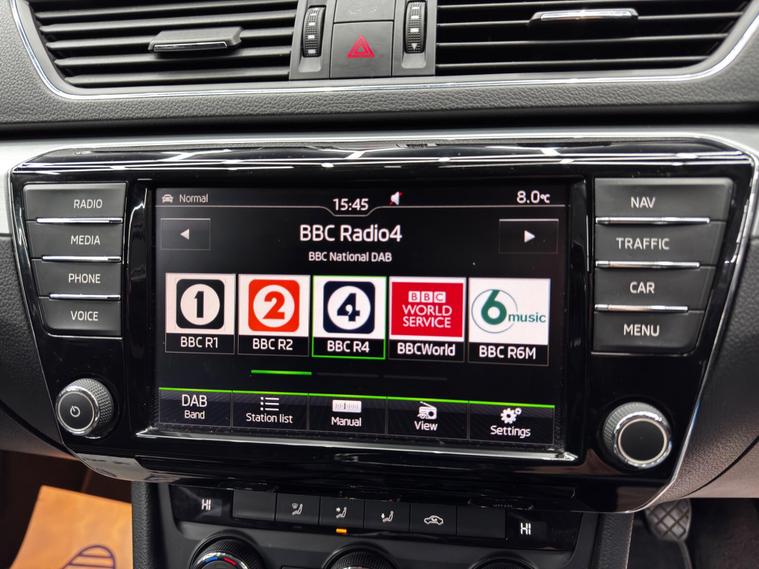 Normal
15:45
8.0°C
BBC Radio4
BBC National DAB
1
2
4
BBC
WORLD
SERVICE
6
music
BBC R1
BBC R2
BBC R4
BBCWorld
BBC R6M
DAB
Band
Station list
Manual
View
Settings
RADIO
MEDIA
PHONE
VOICE
NAV
TRAFFIC
CAR
MENU
HI
HI